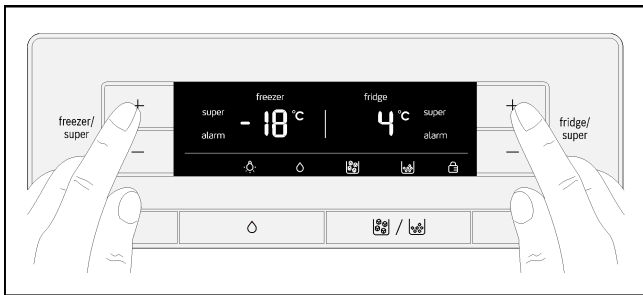 freezer fridge
super super
-18 °C 4 °C
alarm alarm
freezer/
super
+
−
+
−
fridge/
super
/